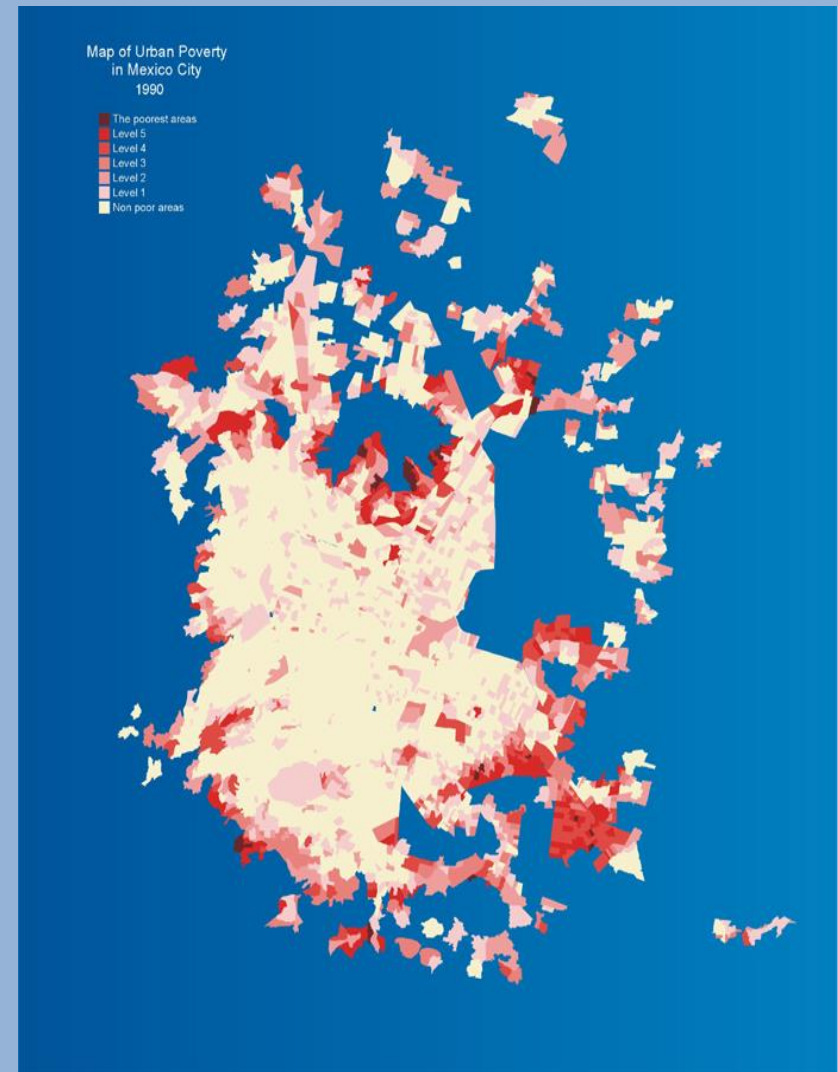 Map of Urban Poverty
in Mexico City
1990
The poorest areas
Level 5
Level 4
Level 3
Level 2
Level 1
Non poor areas